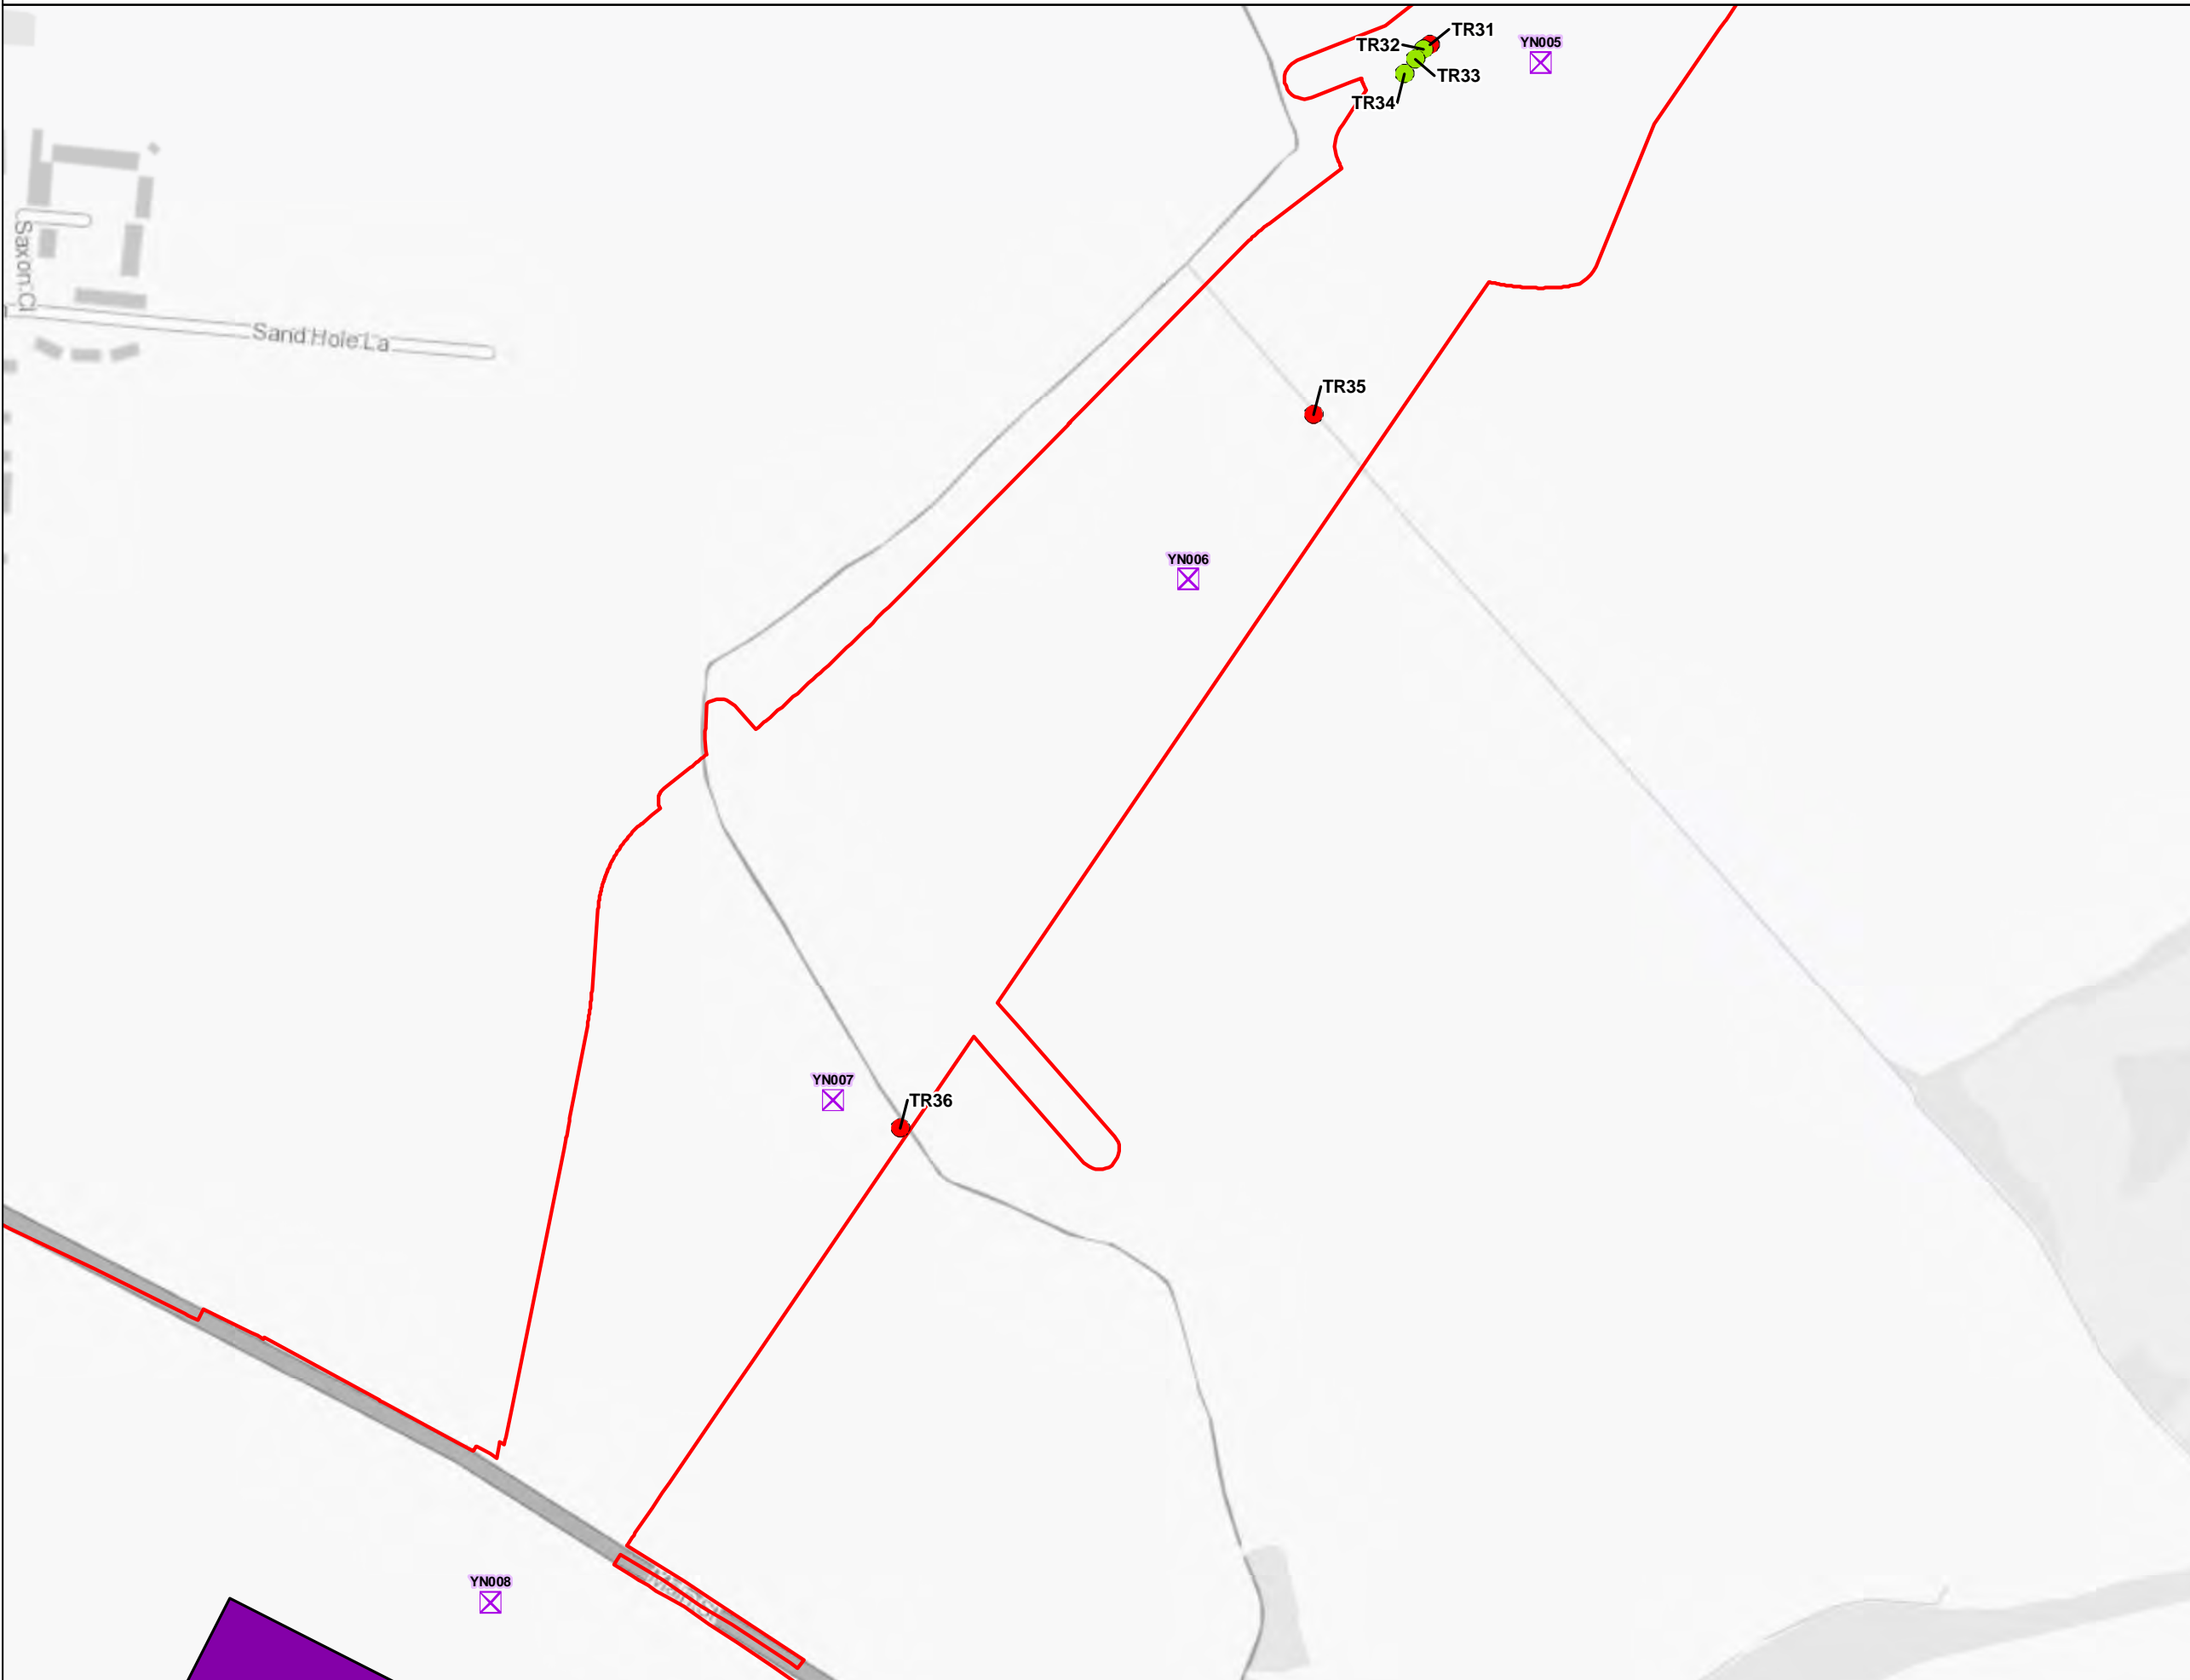 TR31
TR32
YN005
TR33
TR34
Saxon Cl
Sand Hole La
TR35
YN006
YN007
TR36
YN008